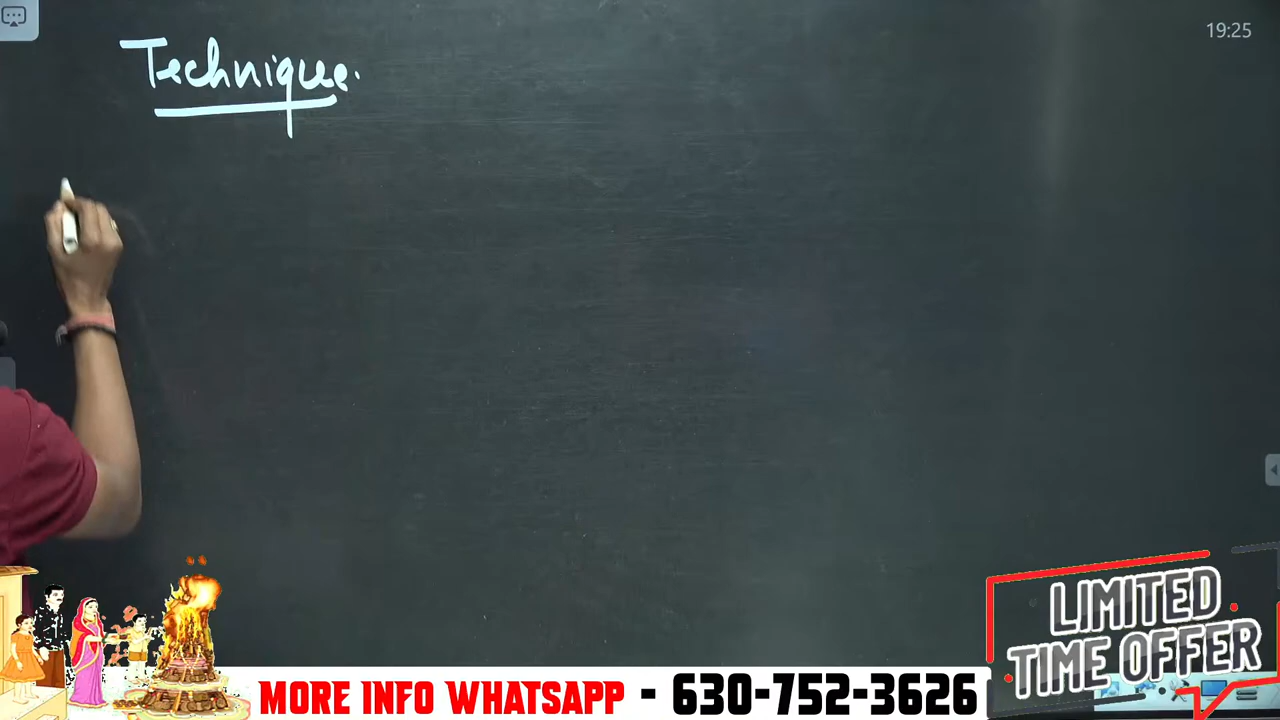 19:25
Technique.
LIMITED
TIME OFFER
MORE INFO WHATSAPP - 630-752-3626